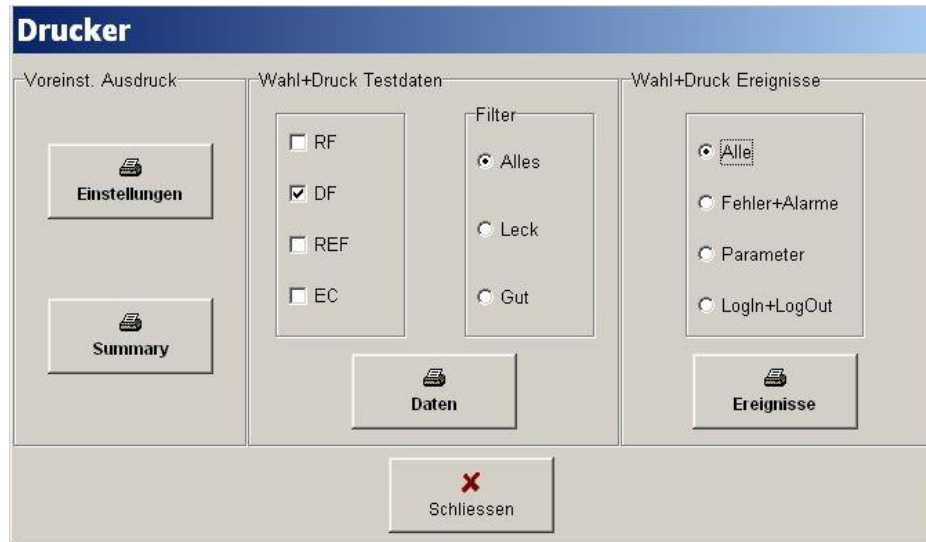 Drucker
Voreinst. Ausdruck
Einstellungen
Summary
Wahl+Druck Testdaten
RF
DF
REF
EC
Filter
Alles
Leck
Gut
Daten
Wahl+Druck Ereignisse
Alle
Fehler+Alarme
Parameter
LogIn+LogOut
Ereignisse
Schliessen